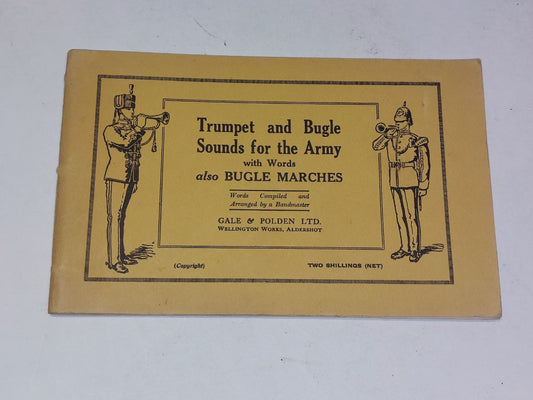 Trumpet and Bugle
Sounds for the Army
with Words
also BUGLE MARCHES
Words Compiled and
Arranged by a Bandmaster
GALE & POLDEN LTD.
WELLINGTON WORKS, ALDERSHOT
(Copyright)
TWO SHILLINGS (NET)